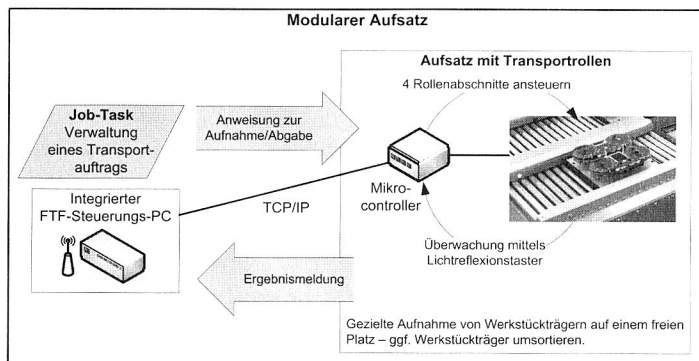 Modularer Aufsatz
Job-Task
Verwaltung
eines Transport-
auftrags
Anweisung zur
Aufnahme/Abgabe
Integrierter
FTF-Steuerungs-PC
TCP/IP
Ergebnismeldung
Aufsatz mit Transportrollen
4 Rollenabschnitte ansteuern
Mikro-
controller
Überwachung mittels
Lichtreflexionstaster
Gezielte Aufnahme von Werkstückträgern auf einem freien
Platz – ggf. Werkstückträger umsortieren.